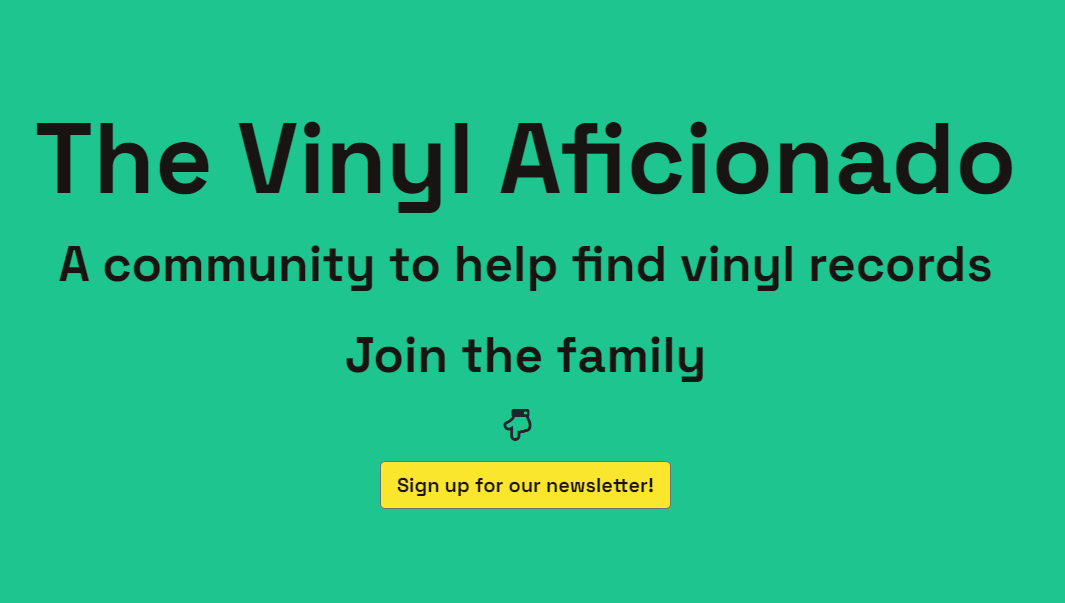 The Vinyl Aficionado
A community to help find vinyl records
Join the family
Sign up for our newsletter!